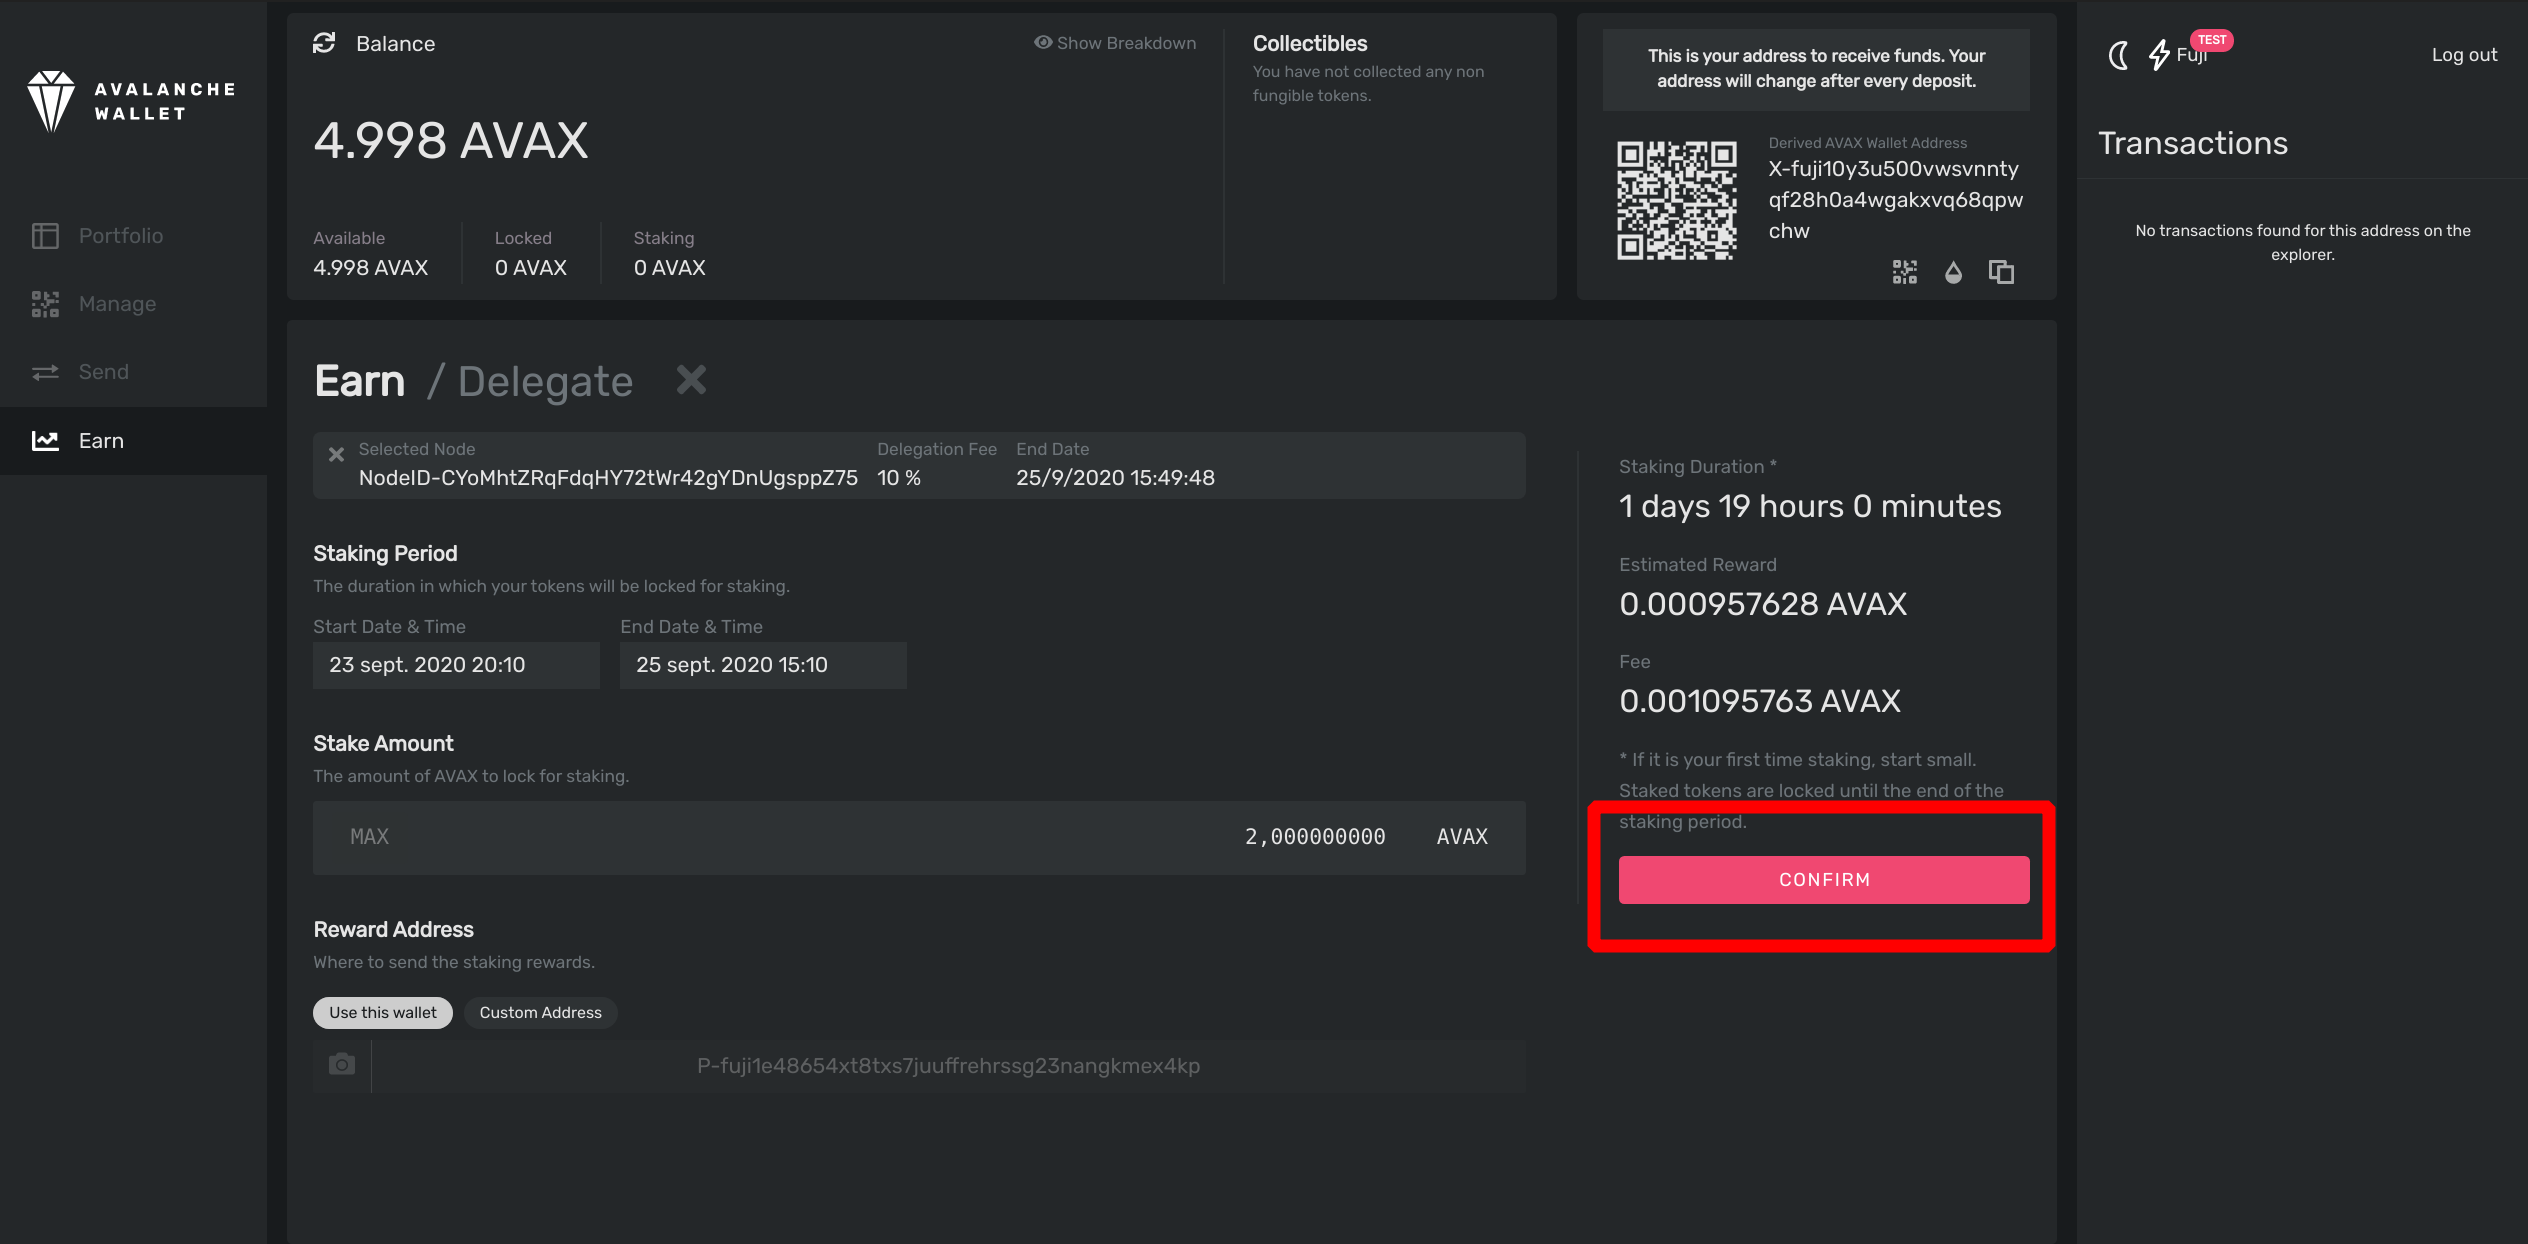 AVALANCHE
WALLET
Portfolio
Manage
Send
Earn
Balance
Show Breakdown
4.998 AVAX
Available
4.998 AVAX
Locked
0 AVAX
Staking
0 AVAX
Collectibles
You have not collected any non
fungible tokens.
This is your address to receive funds. Your
address will change after every deposit.
Derived AVAX Wallet Address
X-fuji10y3u500vwsvnnty
qf28h0a4wgakxvq68qpw
chw
Earn / Delegate
Selected Node
NodeID-CYoMhtZRqFdqHY72tWr42gYDnUgsppZ75
Delegation Fee
10 %
End Date
25/9/2020 15:49:48
Staking Period
The duration in which your tokens will be locked for staking.
Start Date & Time
23 sept. 2020 20:10
End Date & Time
25 sept. 2020 15:10
Stake Amount
The amount of AVAX to lock for staking.
MAX 2,000000000 AVAX
Reward Address
Where to send the staking rewards.
Use this wallet
Custom Address
P-fuji1e48654xt8txs7juuffrehrssg23nangkmex4kp
Staking Duration *
1 days 19 hours 0 minutes
Estimated Reward
0.000957628 AVAX
Fee
0.001095763 AVAX
* If it is your first time staking, start small.
Staked tokens are locked until the end of the
staking period.
CONFIRM
Fuji
TEST
Log out
Transactions
No transactions found for this address on the
explorer.